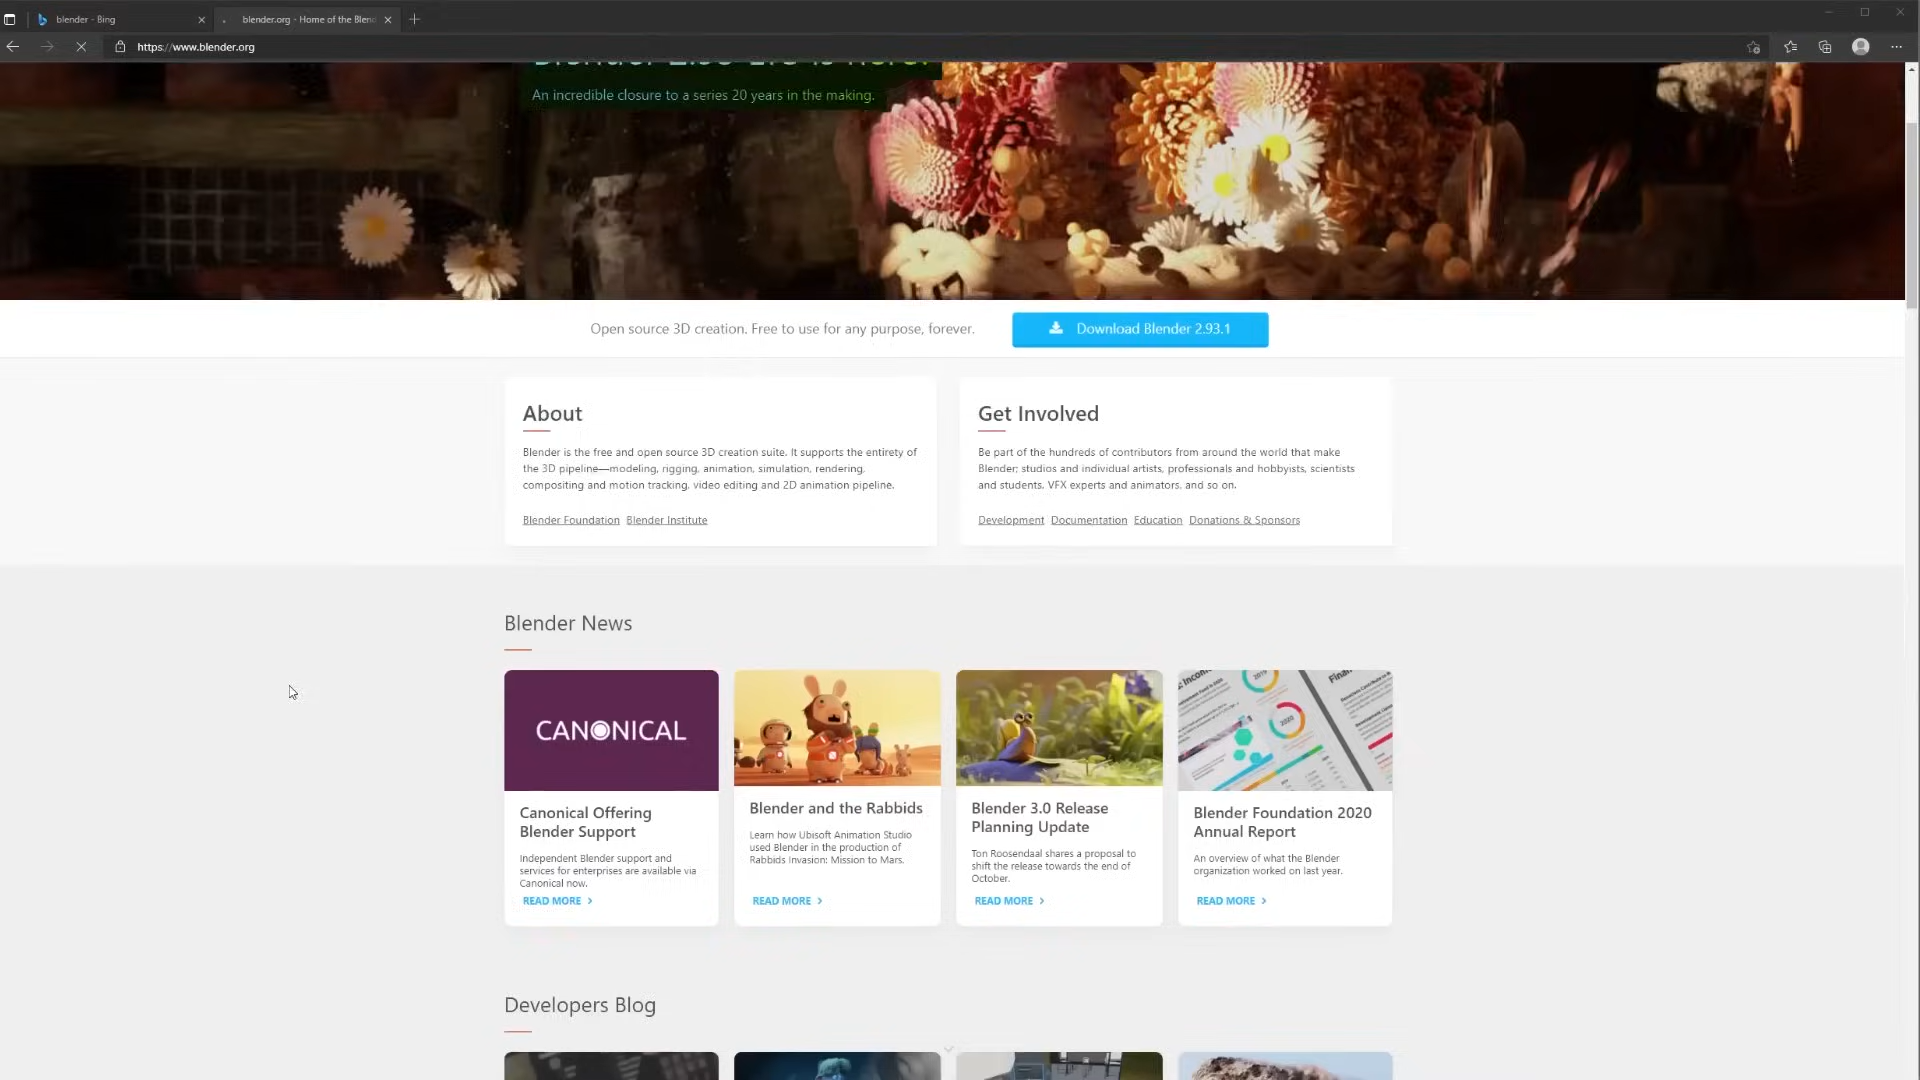 blender - Bing
blender.org - Home of the Blend
https://www.blender.org
An incredible closure to a series 20 years in the making.
Open source 3D creation. Free to use for any purpose, forever.
Download Blender 2.93.1
About
Blender is the free and open source 3D creation suite. It supports the entirety of
the 3D pipeline—modeling, rigging, animation, simulation, rendering,
compositing and motion tracking, video editing and 2D animation pipeline.
Blender Foundation Blender Institute
Get Involved
Be part of the hundreds of contributors from around the world that make
Blender; studios and individual artists, professionals and hobbyists, scientists
and students, VFX experts and animators, and so on.
Development Documentation Education Donations & Sponsors
Blender News
CANONICAL
Canonical Offering
Blender Support
Independent Blender support and
services for enterprises are available via
Canonical now.
READ MORE
Blender and the Rabbids
Learn how Ubisoft Animation Studio
used Blender in the production of
Rabbids Invasion: Mission to Mars.
READ MORE
Blender 3.0 Release
Planning Update
Ton Roosendaal shares a proposal to
shift the release towards the end of
October.
READ MORE
2020
Blender Foundation 2020
Annual Report
An overview of what the Blender
organization worked on last year.
READ MORE
Developers Blog